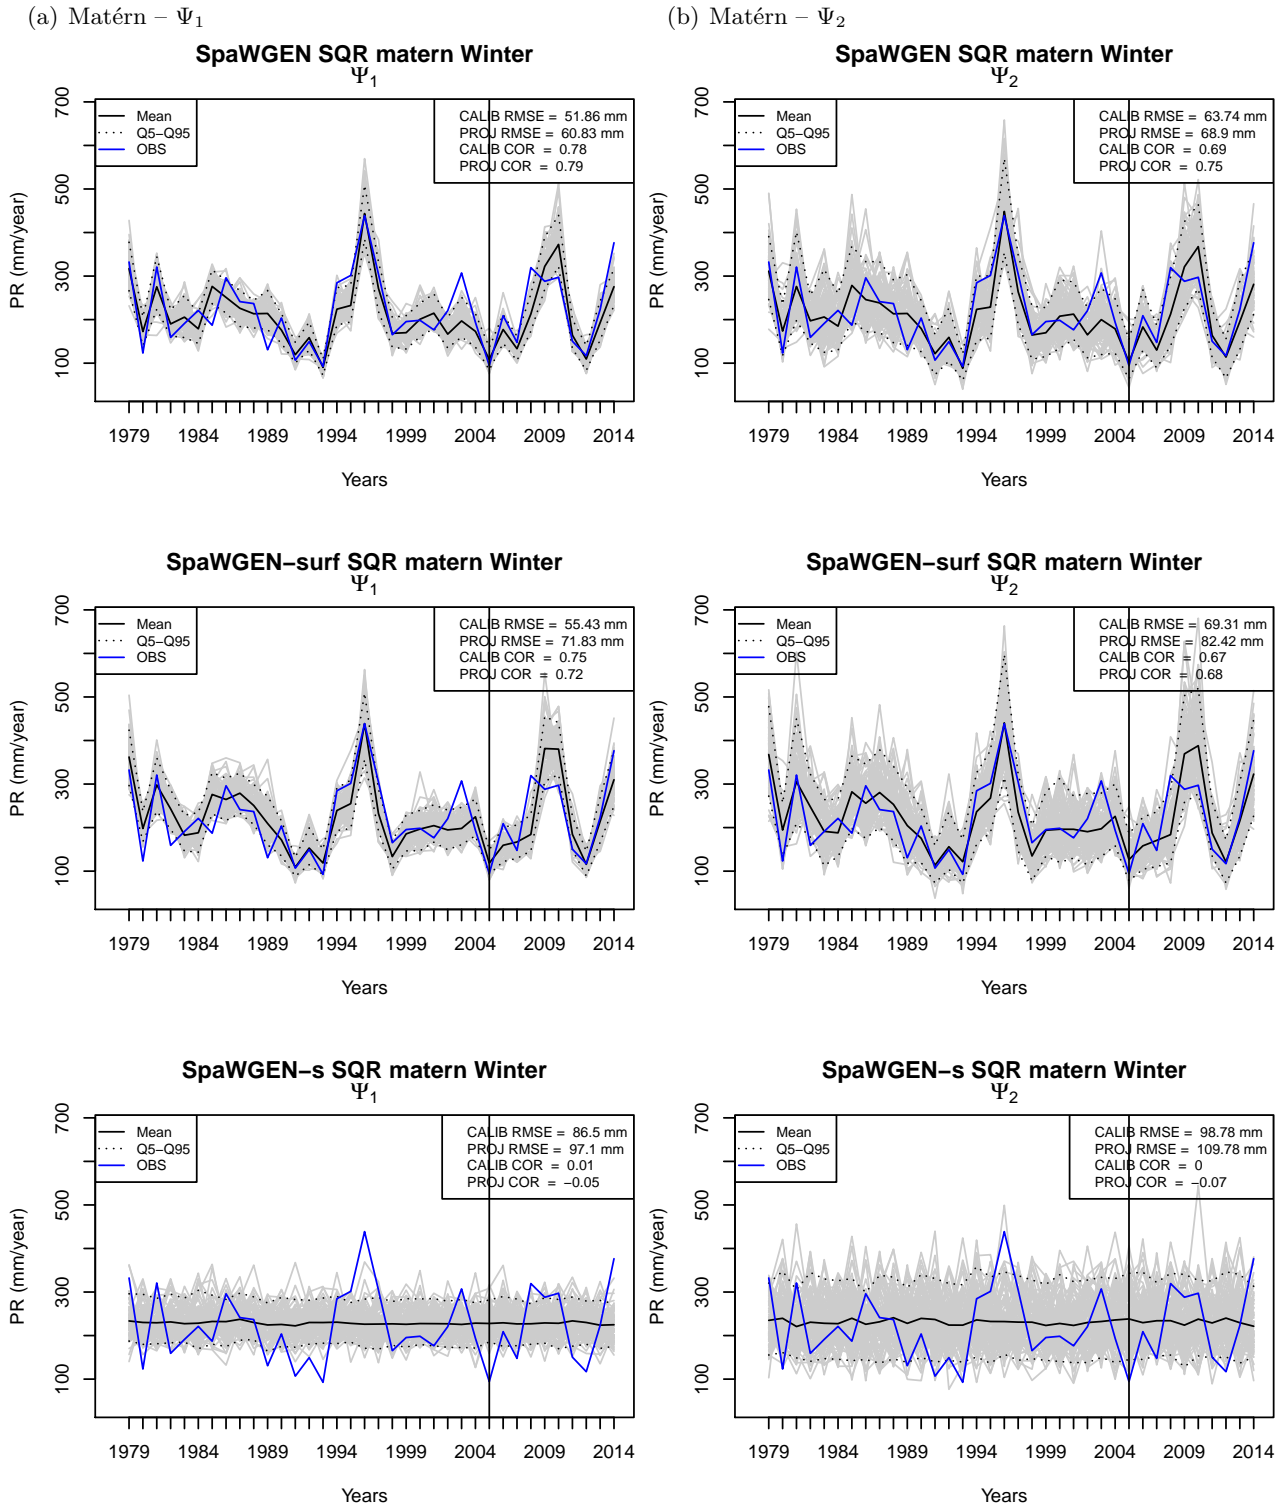 (a) Matérn – Ψ1
(b) Matérn – Ψ2
SpaWGEN SQR matern Winter
Ψ1
Mean
Q5−Q95
OBS
CALIB RMSE = 51.86 mm
PROJ RMSE = 60.83 mm
CALIB COR = 0.78
PROJ COR = 0.79
PR (mm/year)
700
500
300
100
1979 1984 1989 1994 1999 2004 2009 2014
Years
SpaWGEN SQR matern Winter
Ψ2
Mean
Q5−Q95
OBS
CALIB RMSE = 63.74 mm
PROJ RMSE = 68.9 mm
CALIB COR = 0.69
PROJ COR = 0.75
PR (mm/year)
700
500
300
100
1979 1984 1989 1994 1999 2004 2009 2014
Years
SpaWGEN−surf SQR matern Winter
Ψ1
Mean
Q5−Q95
OBS
CALIB RMSE = 55.43 mm
PROJ RMSE = 71.83 mm
CALIB COR = 0.75
PROJ COR = 0.72
PR (mm/year)
700
500
300
100
1979 1984 1989 1994 1999 2004 2009 2014
Years
SpaWGEN−surf SQR matern Winter
Ψ2
Mean
Q5−Q95
OBS
CALIB RMSE = 69.31 mm
PROJ RMSE = 82.42 mm
CALIB COR = 0.67
PROJ COR = 0.68
PR (mm/year)
700
500
300
100
1979 1984 1989 1994 1999 2004 2009 2014
Years
SpaWGEN−s SQR matern Winter
Ψ1
Mean
Q5−Q95
OBS
CALIB RMSE = 86.5 mm
PROJ RMSE = 97.1 mm
CALIB COR = 0.01
PROJ COR = −0.05
PR (mm/year)
700
500
300
100
1979 1984 1989 1994 1999 2004 2009 2014
Years
SpaWGEN−s SQR matern Winter
Ψ2
Mean
Q5−Q95
OBS
CALIB RMSE = 98.78 mm
PROJ RMSE = 109.78 mm
CALIB COR = 0
PROJ COR = −0.07
PR (mm/year)
700
500
300
100
1979 1984 1989 1994 1999 2004 2009 2014
Years